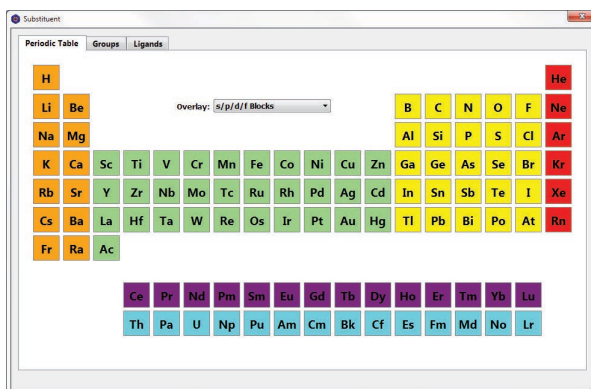 Substituent
Periodic Table Groups Ligands
H He
Overlay: s/p/d/f Blocks
Li Be B C N O F Ne
Na Mg Al Si P S Cl Ar
K Ca Sc Ti V Cr Mn Fe Co Ni Cu Zn Ga Ge As Se Br Kr
Rb Sr Y Zr Nb Mo Tc Ru Rh Pd Ag Cd In Sn Sb Te I Xe
Cs Ba La Hf Ta W Re Os Ir Pt Au Hg Tl Pb Bi Po At Rn
Fr Ra Ac
Ce Pr Nd Pm Sm Eu Gd Tb Dy Ho Er Tm Yb Lu
Th Pa U Np Pu Am Cm Bk Cf Es Fm Md No Lr